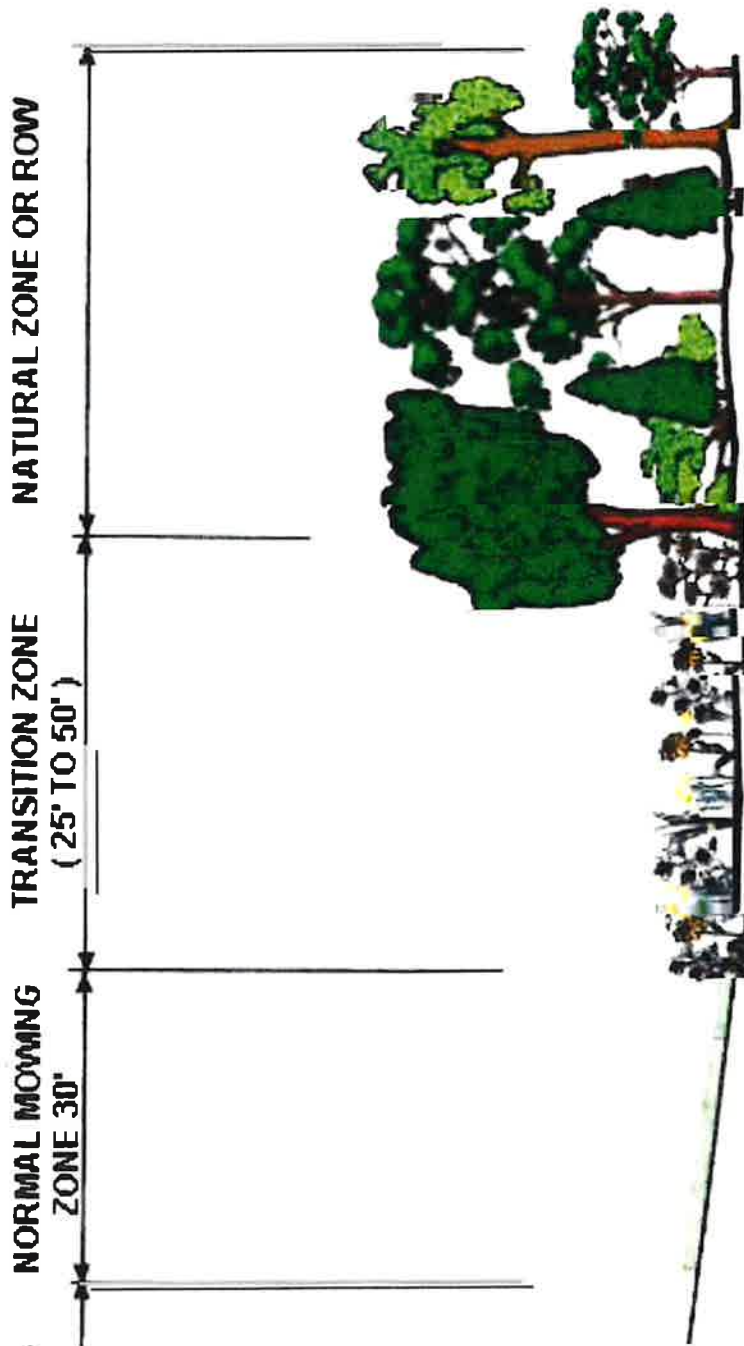 NORMAL MOWING
ZONE 30'
TRANSITION ZONE
( 25' TO 50' )
NATURAL ZONE OR ROW